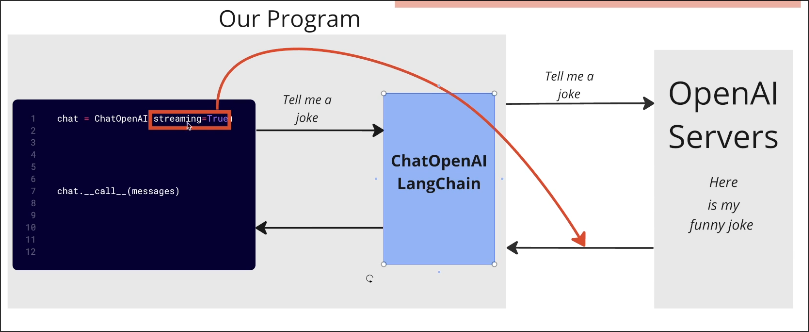 Our Program
1 chat = ChatOpenAI(streaming=True)
2
3
4
5
6
7 chat.__call__(messages)
8
9
10
11
12
Tell me a
joke
ChatOpenAI
LangChain
Tell me a
joke
OpenAI
Servers
Here
is my
funny joke